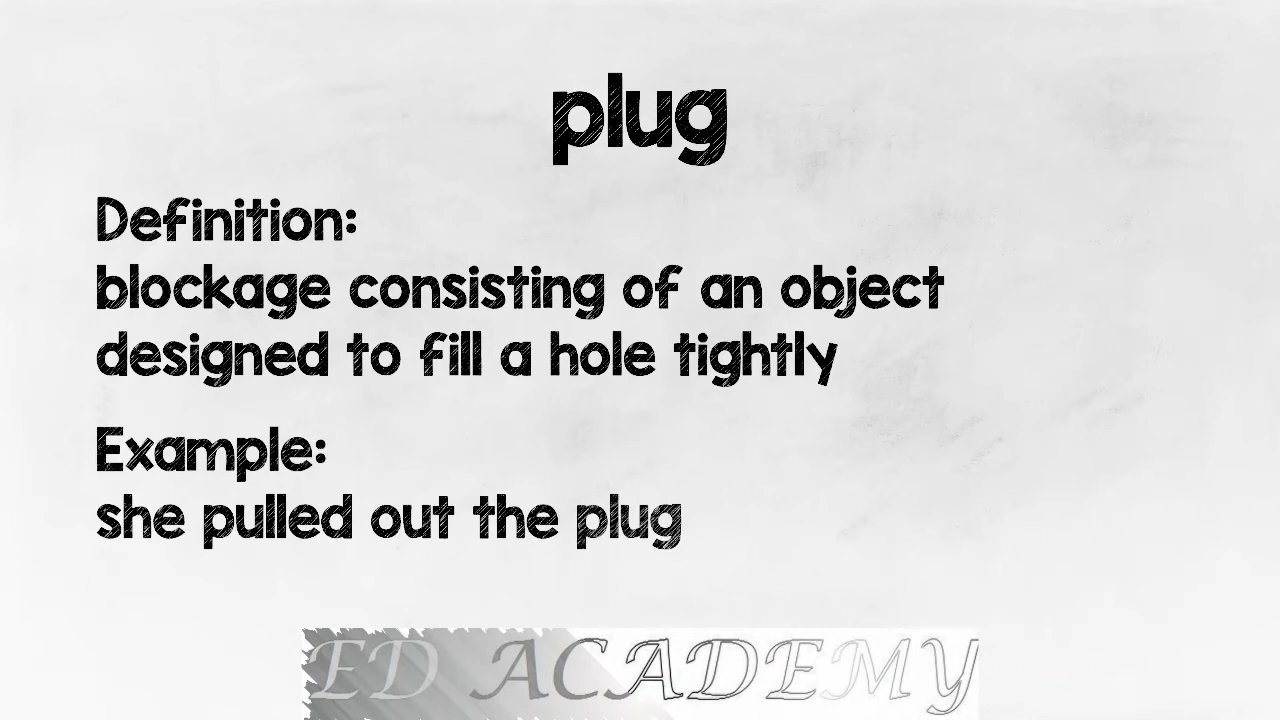 plug
Definition:
blockage consisting of an object
designed to fill a hole tightly
Example:
she pulled out the plug
ED ACADEMY